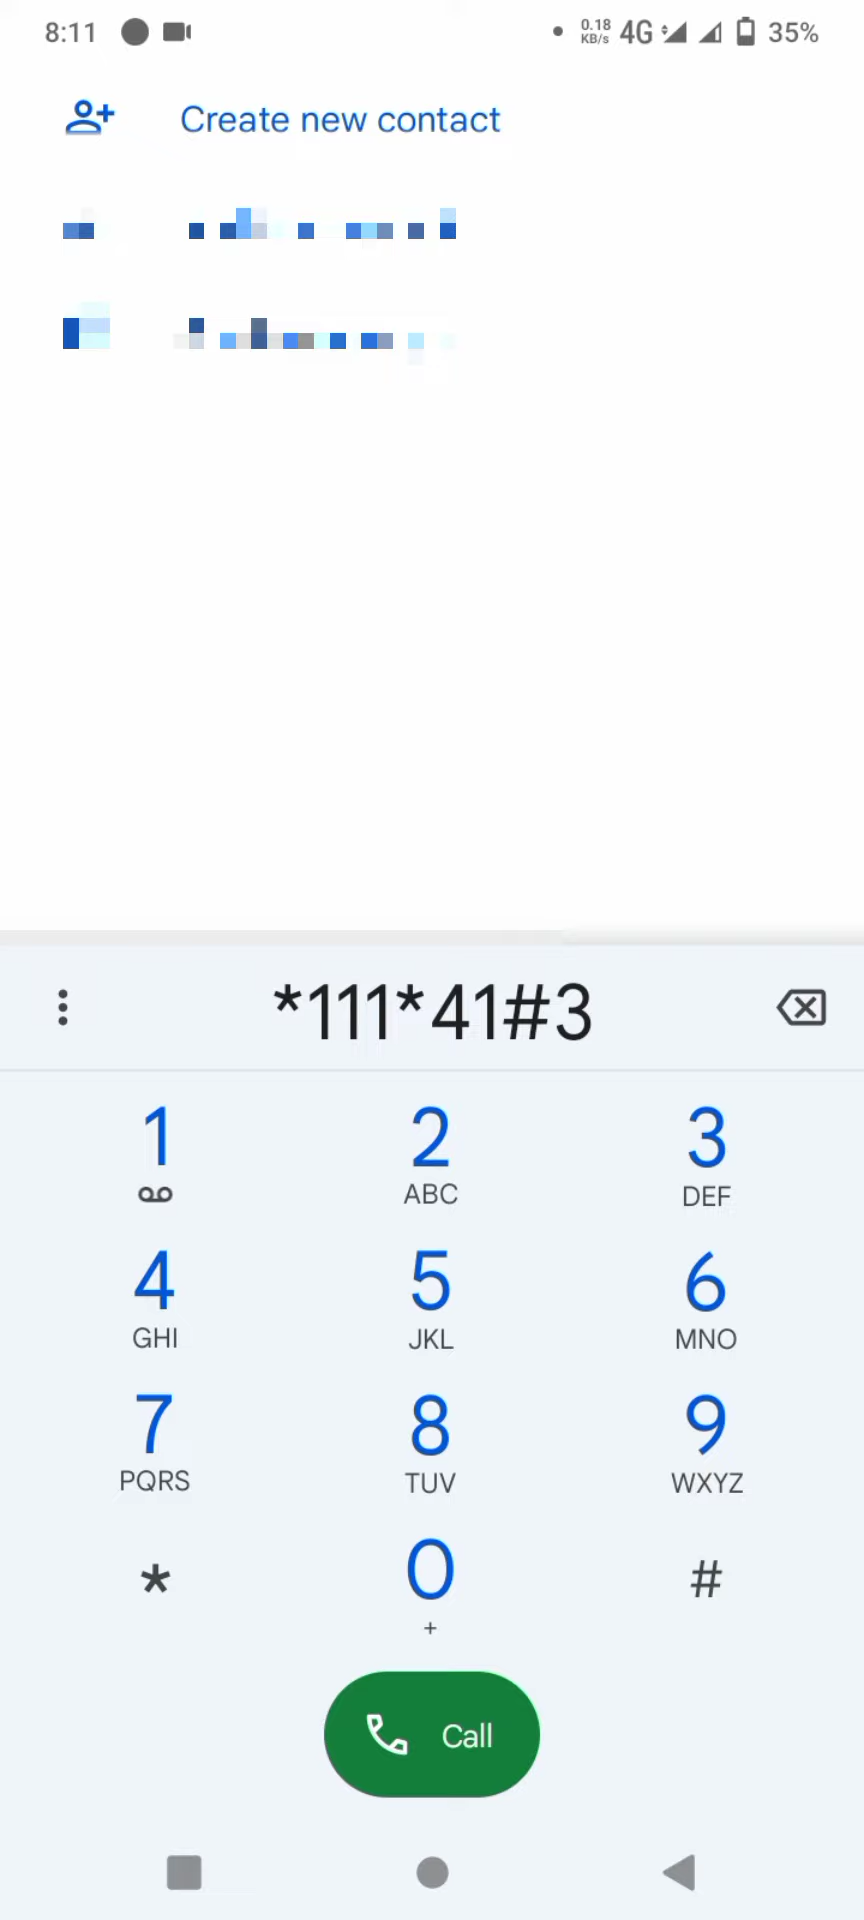 8:11 0.18 KB/s 4G 35%
Create new contact
*111*41#3
1 2 3
ABC DEF
4 5 6
GHI JKL MNO
7 8 9
PQRS TUV WXYZ
* 0 #
+
Call